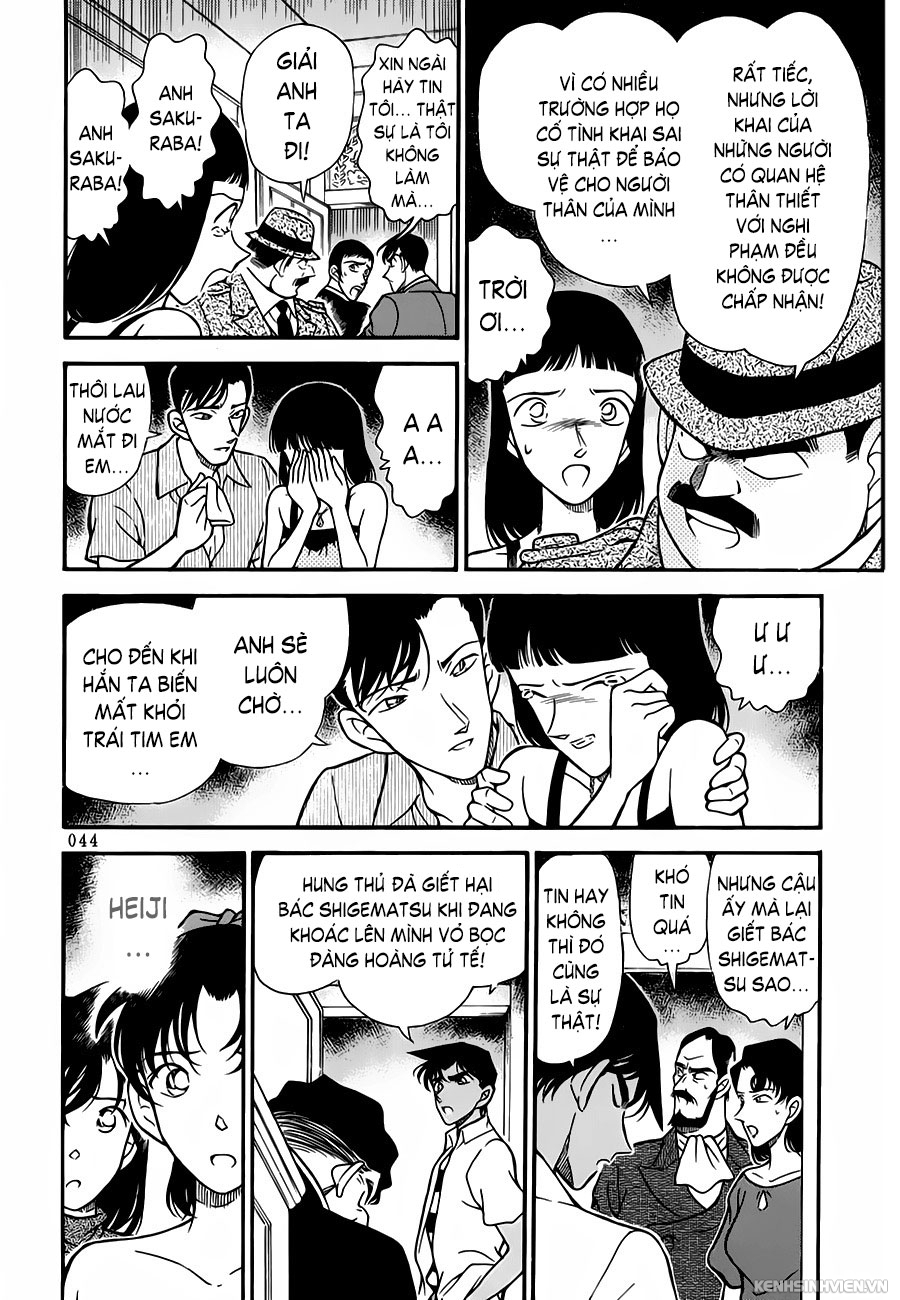 RẤT TIẾC,
NHƯNG LỜI
KHAI CỦA
NHỮNG NGƯỜI
CÓ QUAN HỆ
THÂN THIẾT
VỚI NGHI
PHẠM ĐỀU
KHÔNG ĐƯỢC
CHẤP NHẬN!
VÌ CÓ NHIỀU
TRƯỜNG HỢP HỌ
CỐ TÌNH KHAI SAI
SỰ THẬT ĐỂ BẢO
VỆ CHO NGƯỜI
THÂN CỦA MÌNH
...
TRỜI
ƠI...
XIN NGÀI
HÃY TIN
TÔI... THẬT
SỰ LÀ TÔI
KHÔNG
LÀM
MÀ...
GIẢI
ANH
TA
ĐI!
ANH
SAKU-
RABA!
ANH
SAKU-
RABA!
A A
A...
THÔI LAU
NƯỚC
MẮT ĐI
EM...
Ư Ư
Ư...
ANH SẼ
LUÔN
CHỜ...
CHO ĐẾN KHI
HẮN TA BIẾN
MẤT KHỎI
TRÁI TIM EM
...
044
NHƯNG CẬU
ẤY MÀ LẠI
GIẾT BÁC
SHIGEMAT-
SU SAO...
KHÓ
TIN
QUÁ
...
TIN HAY
KHÔNG
THÌ ĐÓ
CŨNG
LÀ SỰ
THẬT!
HUNG THỦ ĐÃ GIẾT HẠI
BÁC SHIGEMATSU KHI ĐANG
KHOÁC LÊN MÌNH VỎ BỌC
ĐÀNG HOÀNG TỬ TẾ!
HEIJI
...
KENHSINHVIEN.VN